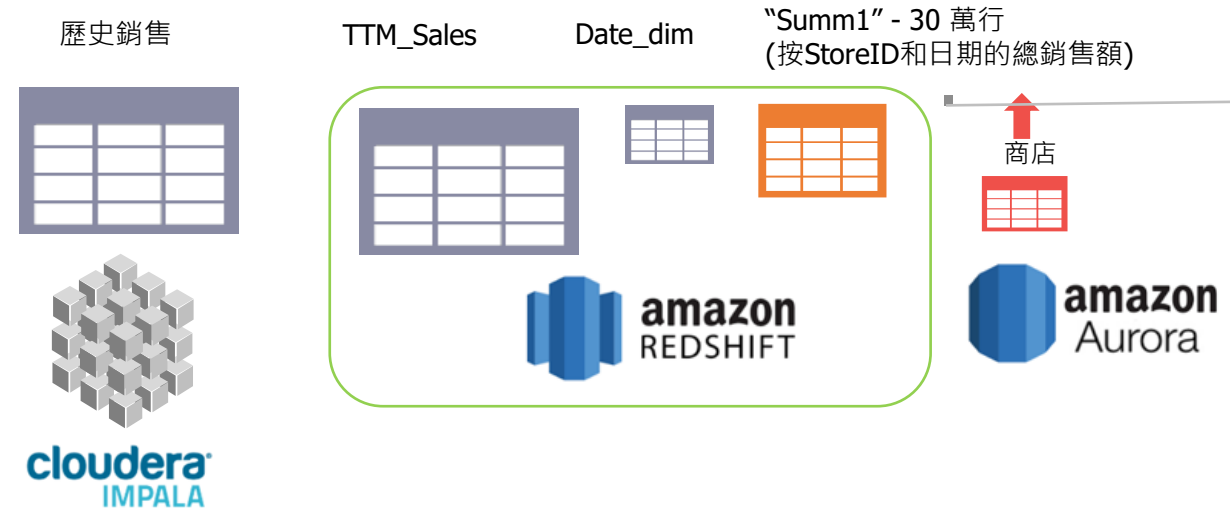 歷史銷售
TTM_Sales
Date_dim
“Summ1” - 30 萬行
(按StoreID和日期的總銷售額)
商店
amazon
REDSHIFT
amazon
Aurora
cloudera
IMPALA